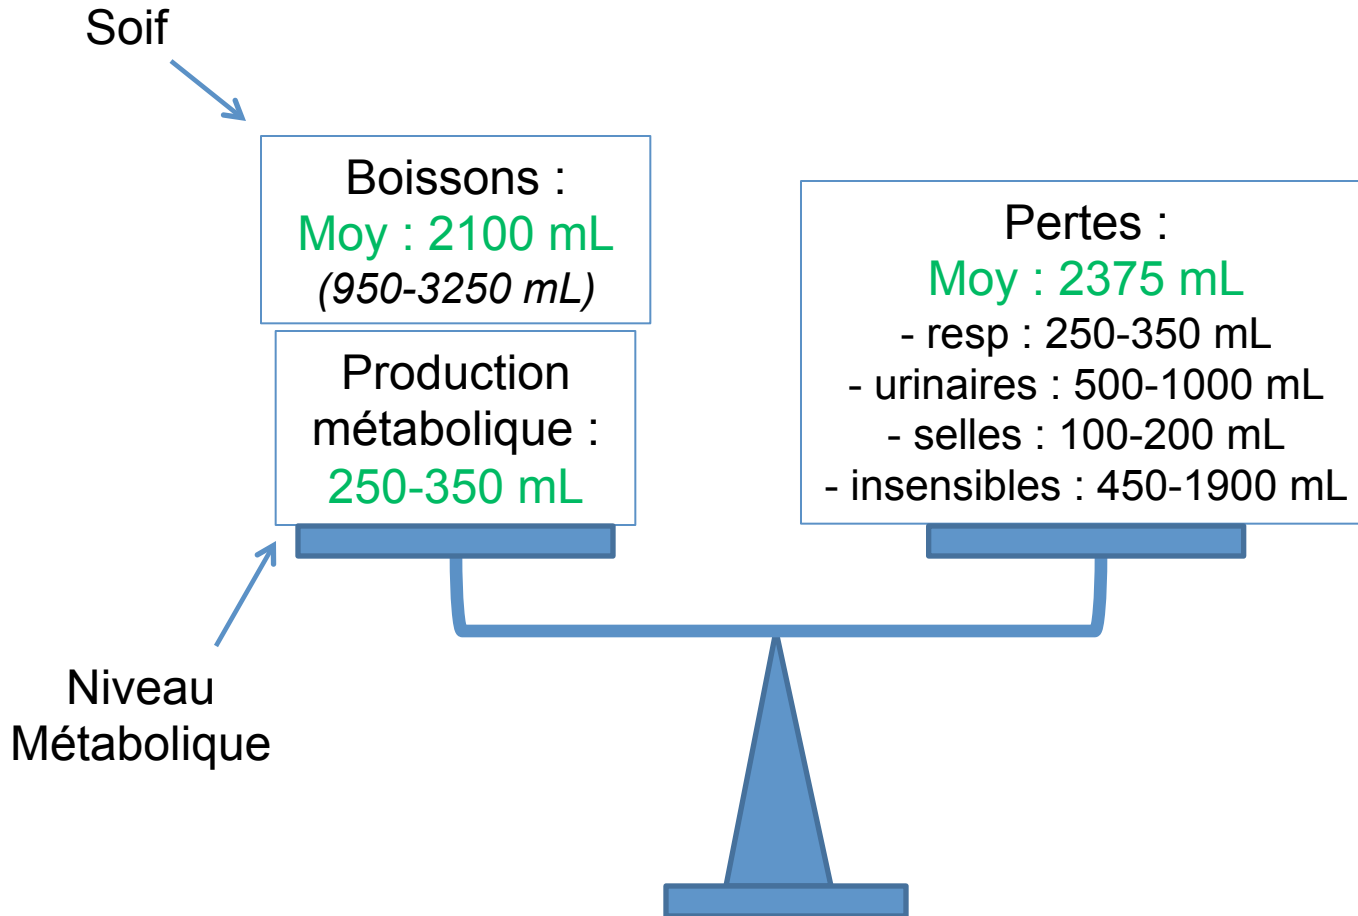 Soif
Boissons :
Moy : 2100 mL
(950-3250 mL)
Production
métabolique :
250-350 mL
Niveau
Métabolique
Pertes :
Moy : 2375 mL
- resp : 250-350 mL
- urinaires : 500-1000 mL
- selles : 100-200 mL
- insensibles : 450-1900 mL